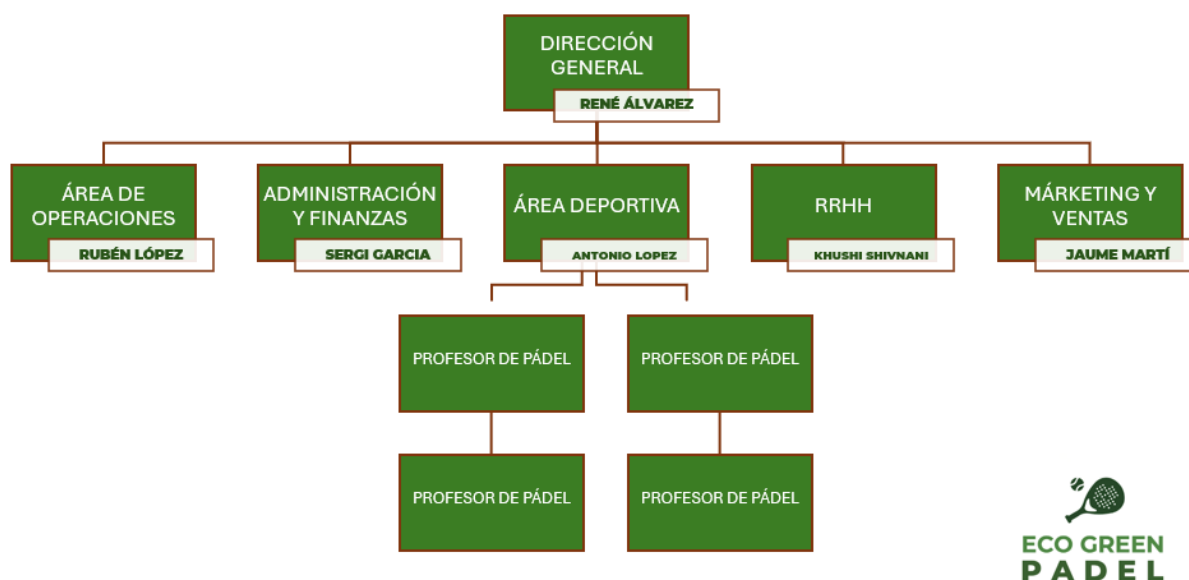 DIRECCIÓN
GENERAL
RENÉ ÁLVAREZ
ÁREA DE
OPERACIONES
RUBÉN LÓPEZ
ADMINISTRACIÓN
Y FINANZAS
SERGI GARCIA
ÁREA DEPORTIVA
ANTONIO LOPEZ
RRHH
KHUSHI SHIVNANI
MÁRKETING Y
VENTAS
JAUME MARTÍ
PROFESOR DE PÁDEL
PROFESOR DE PÁDEL
PROFESOR DE PÁDEL
PROFESOR DE PÁDEL
ECO GREEN
PADEL